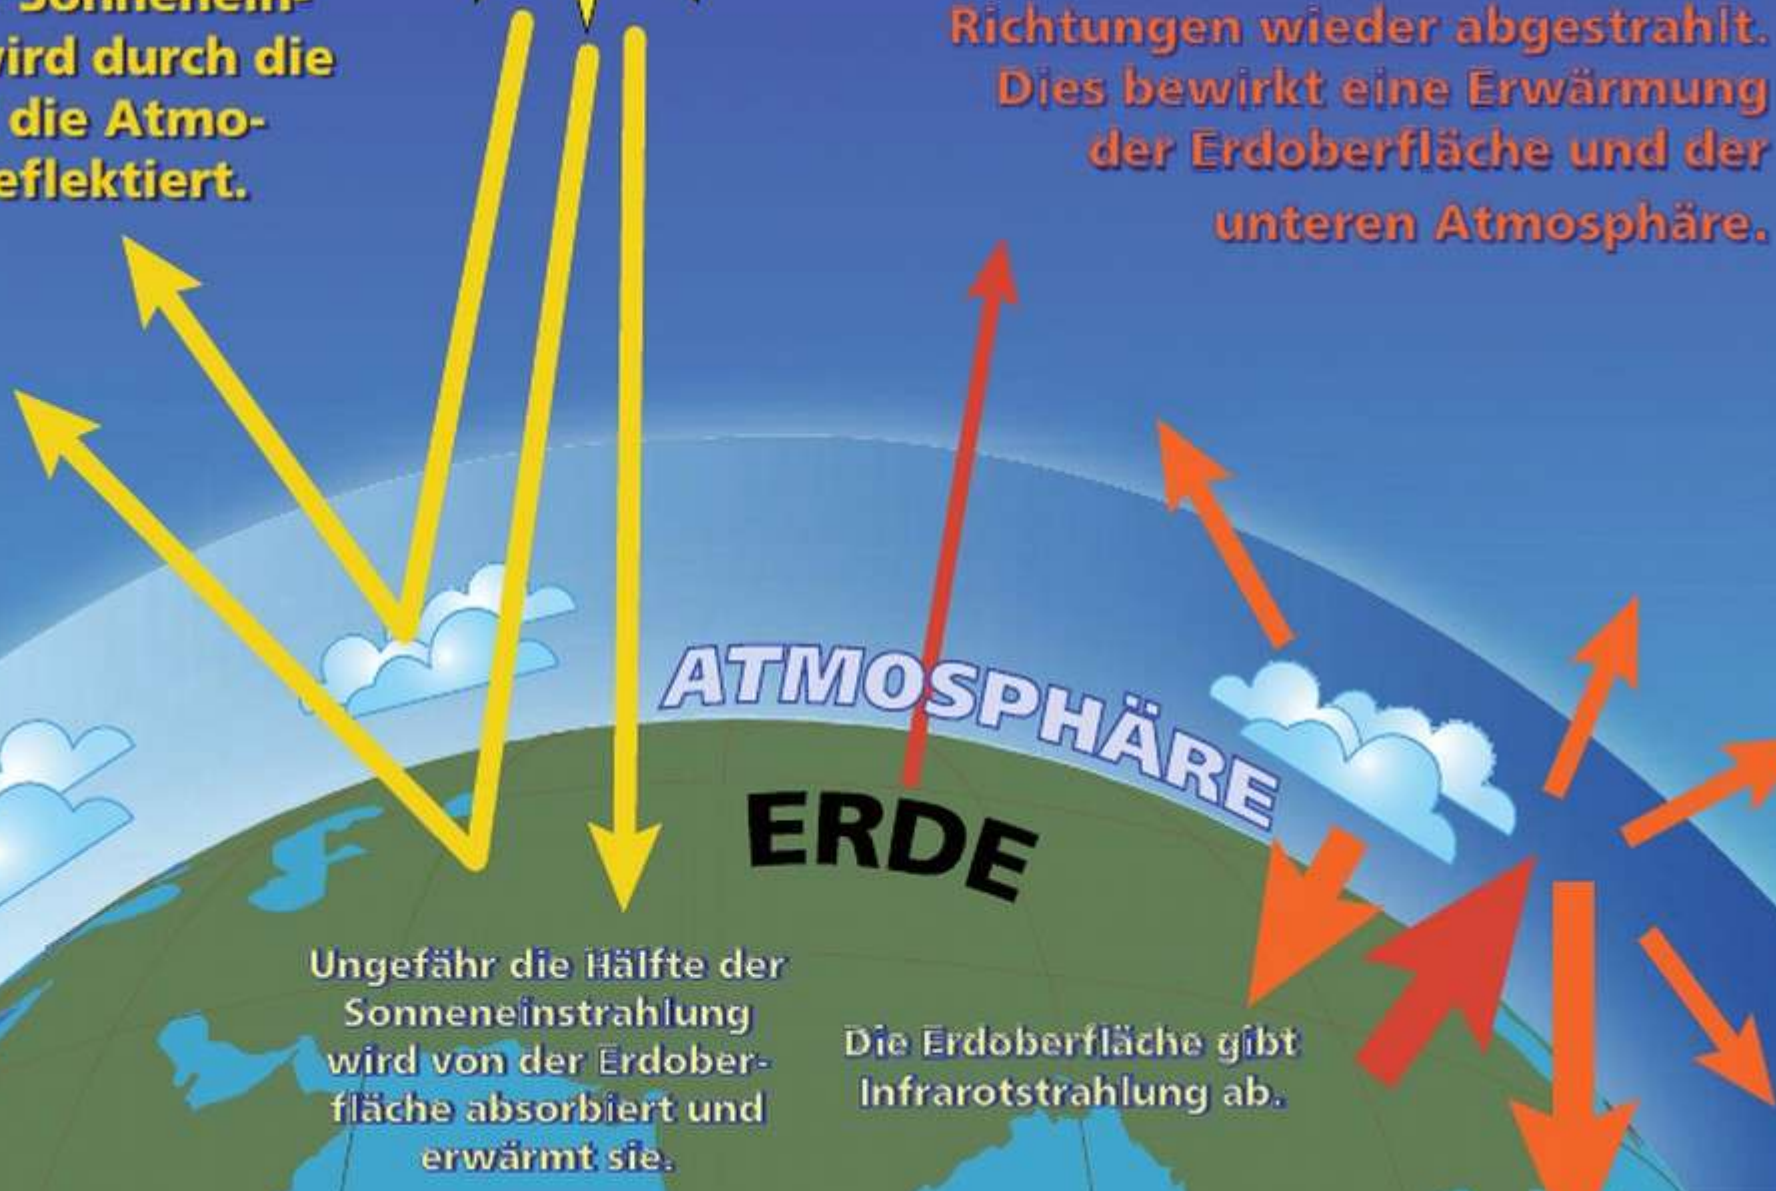 Sonnenein-
wird durch die
die Atmo-
eflektiert.
Richtungen wieder abgestrahlt.
Dies bewirkt eine Erwärmung
der Erdoberfläche und der
unteren Atmosphäre.
ATMOSPHÄRE
ERDE
Ungefähr die Hälfte der
Sonneneinstrahlung
wird von der Erdober-
fläche absorbiert und
erwärmt sie.
Die Erdoberfläche gibt
Infrarotstrahlung ab.